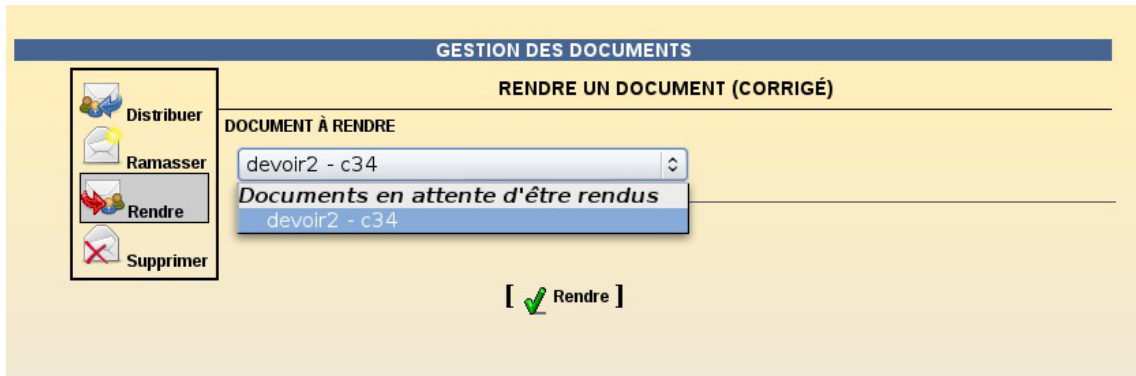 GESTION DES DOCUMENTS
Distribuer
Ramasser
Rendre
Supprimer
RENDRE UN DOCUMENT (CORRIGÉ)
DOCUMENT À RENDRE
devoir2 - c34
Documents en attente d'être rendus
devoir2 - c34
[ Rendre ]